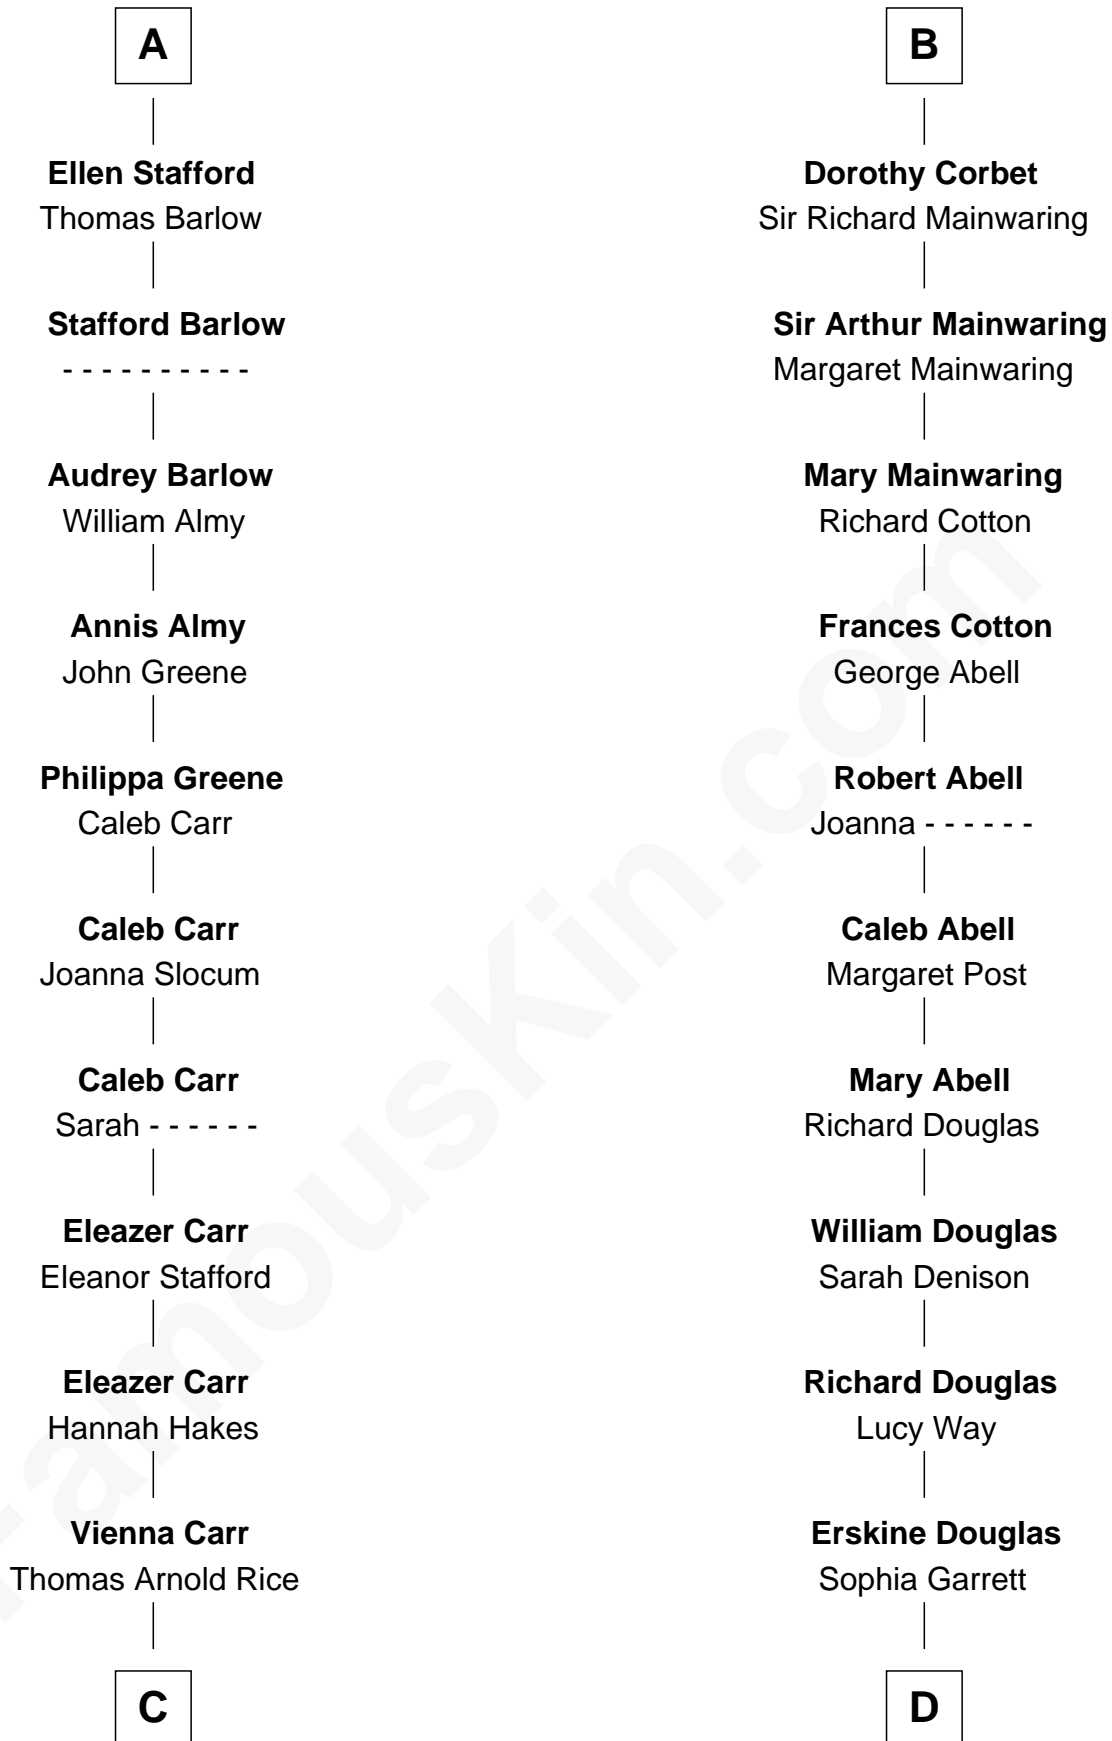 A
Ellen Stafford
Thomas Barlow
Stafford Barlow
- - - - - - - - - -
Audrey Barlow
William Almy
Annis Almy
John Greene
Philippa Greene
Caleb Carr
Caleb Carr
Joanna Slocum
Caleb Carr
Sarah - - - - - -
Eleazer Carr
Eleanor Stafford
Eleazer Carr
Hannah Hakes
Vienna Carr
Thomas Arnold Rice
C
B
Dorothy Corbet
Sir Richard Mainwaring
Sir Arthur Mainwaring
Margaret Mainwaring
Mary Mainwaring
Richard Cotton
Frances Cotton
George Abell
Robert Abell
Joanna - - - - - -
Caleb Abell
Margaret Post
Mary Abell
Richard Douglas
William Douglas
Sarah Denison
Richard Douglas
Lucy Way
Erskine Douglas
Sophia Garrett
D
FamousKin.com